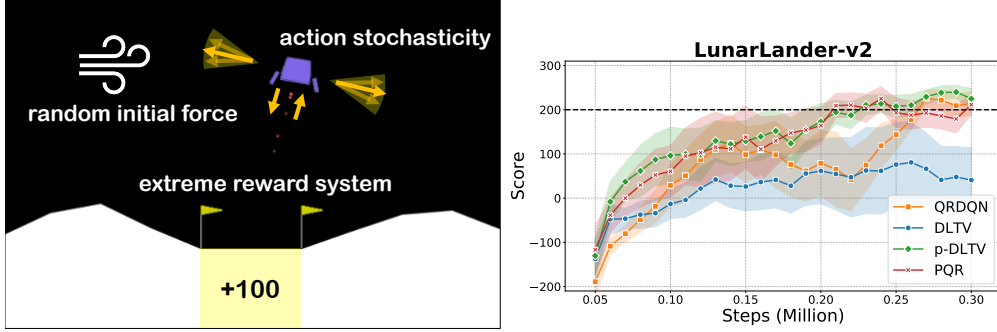 action stochasticity
random initial force
extreme reward system
+100
LunarLander-v2
Score
300
200
100
0
−100
−200
QRDQN
DLTV
p-DLTV
PQR
0.05
0.10
0.15
0.20
0.25
0.30
Steps (Million)